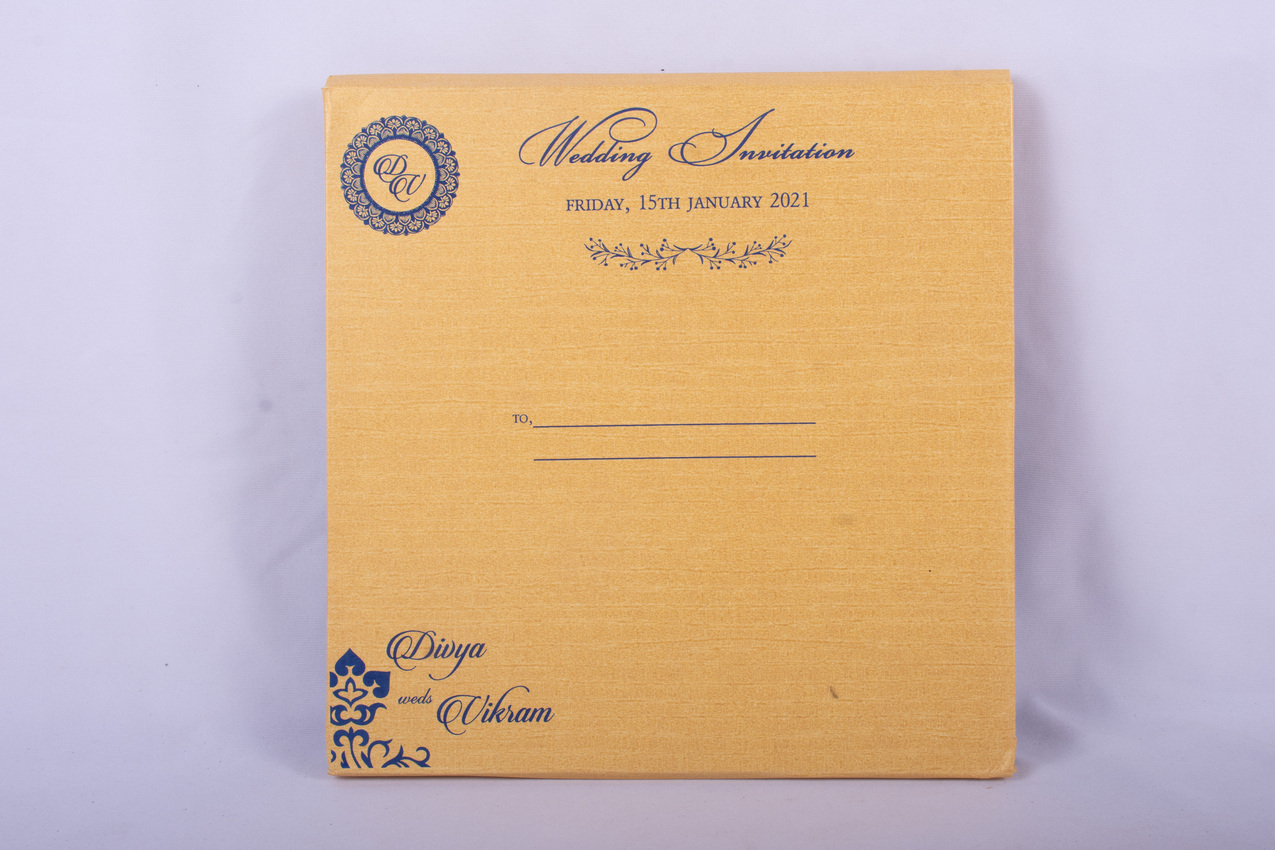 DV
Wedding Invitation
FRIDAY, 15TH JANUARY 2021
TO,
Divya
weds
Vikram